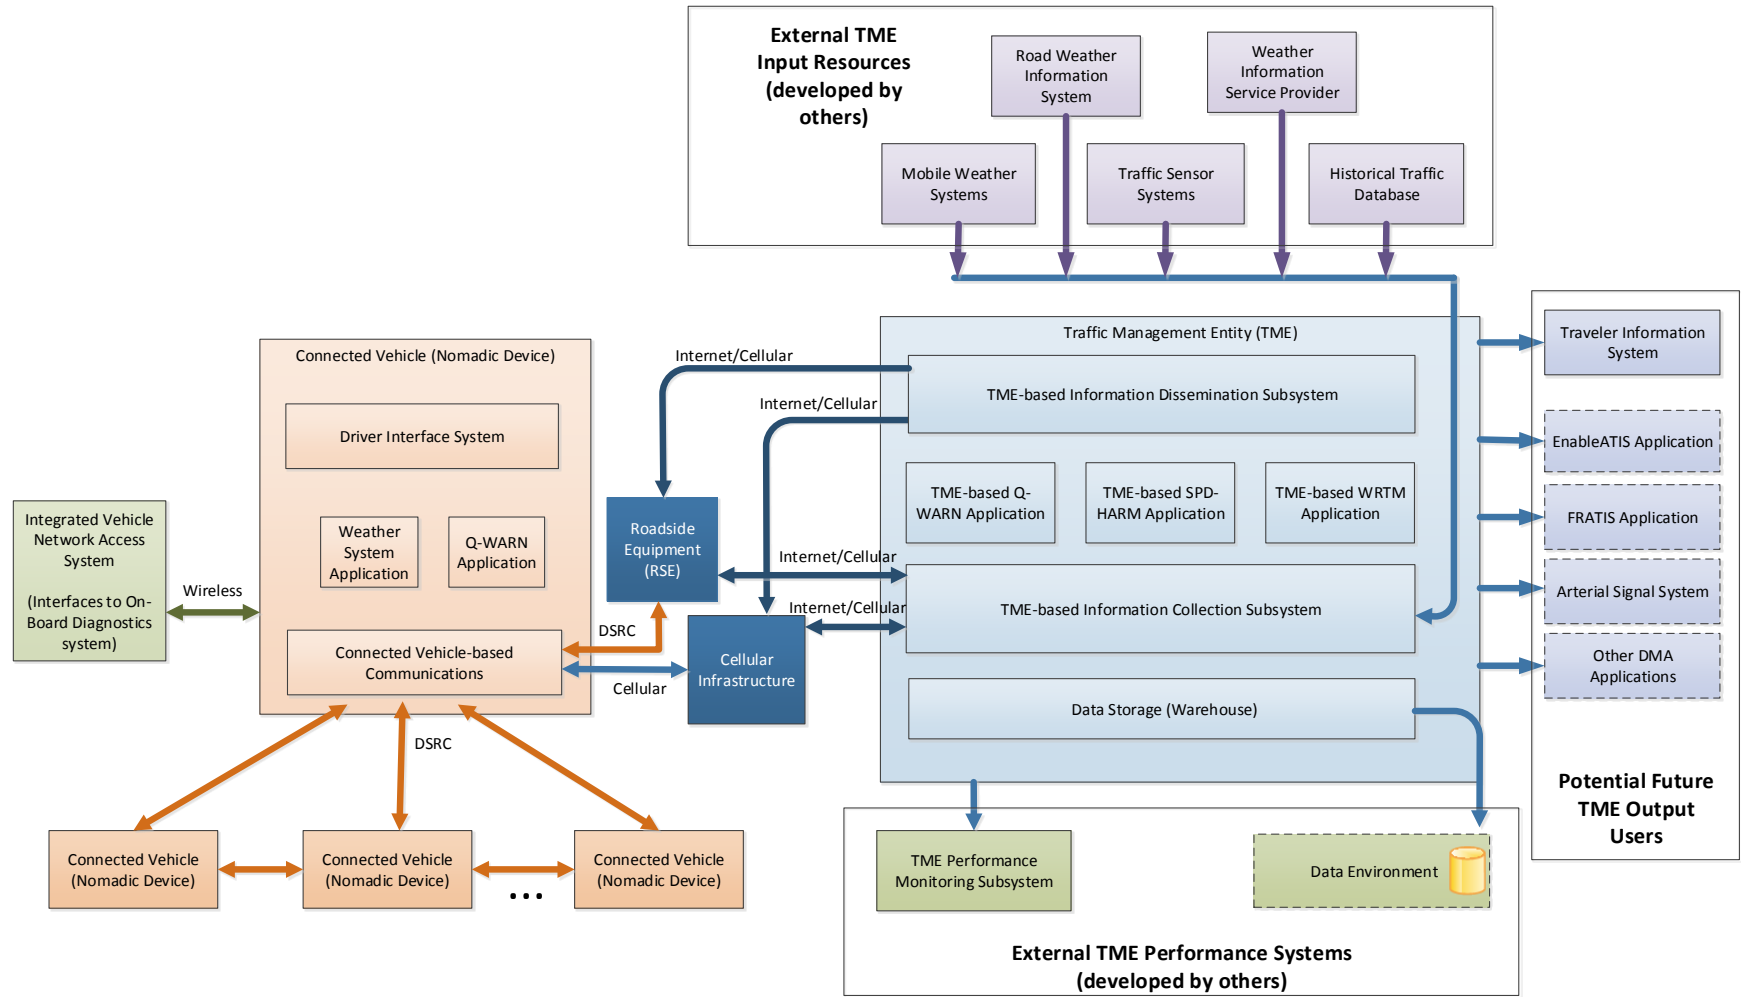 External TME
Input Resources
(developed by
others)
Road Weather
Information
System
Weather
Information
Service Provider
Mobile Weather
Systems
Traffic Sensor
Systems
Historical Traffic
Database
Traffic Management Entity (TME)
TME-based Information Dissemination Subsystem
TME-based Q-
WARN Application
TME-based SPD-
HARM Application
TME-based WRTM
Application
TME-based Information Collection Subsystem
Data Storage (Warehouse)
Internet/Cellular
Internet/Cellular
Internet/Cellular
Internet/Cellular
Connected Vehicle (Nomadic Device)
Driver Interface System
Weather
System
Application
Q-WARN
Application
Connected Vehicle-based
Communications
Integrated Vehicle
Network Access
System
(Interfaces to On-
Board Diagnostics
system)
Wireless
Roadside
Equipment
(RSE)
DSRC
Cellular
Cellular
Infrastructure
DSRC
Connected Vehicle
(Nomadic Device)
Connected Vehicle
(Nomadic Device)
...
Connected Vehicle
(Nomadic Device)
Traveler Information
System
EnableATIS Application
FRATIS Application
Arterial Signal System
Other DMA
Applications
Potential Future
TME Output
Users
TME Performance
Monitoring Subsystem
Data Environment
External TME Performance Systems
(developed by others)